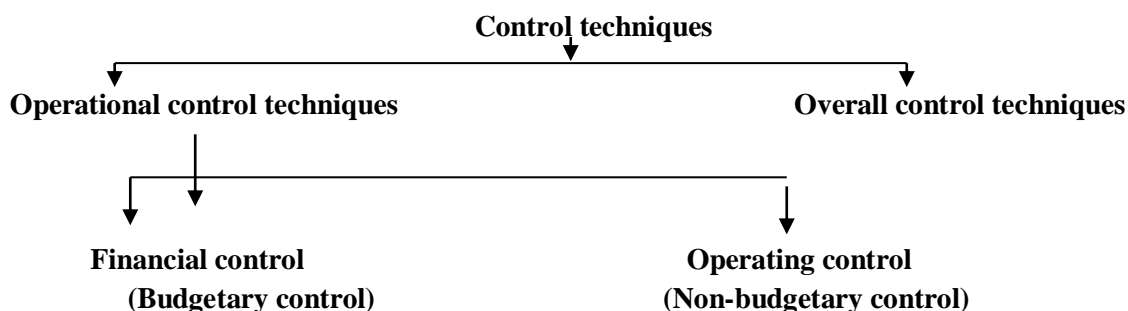 Control techniques
Operational control techniques
Overall control techniques
Financial control
(Budgetary control)
Operating control
(Non-budgetary control)